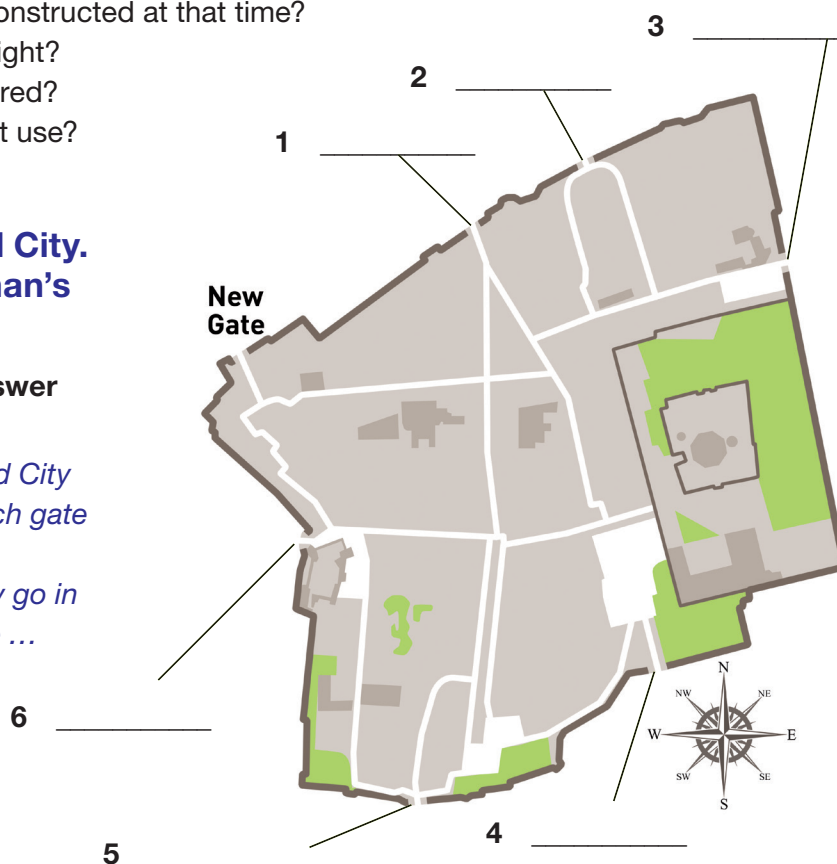 onstructed at that time?
ight?
red?
t use?
City.
an's
swer
City
ch gate
go in
…
3
2
1
New
Gate
6
5
4
N
NW
NE
W
E
SW
SE
S